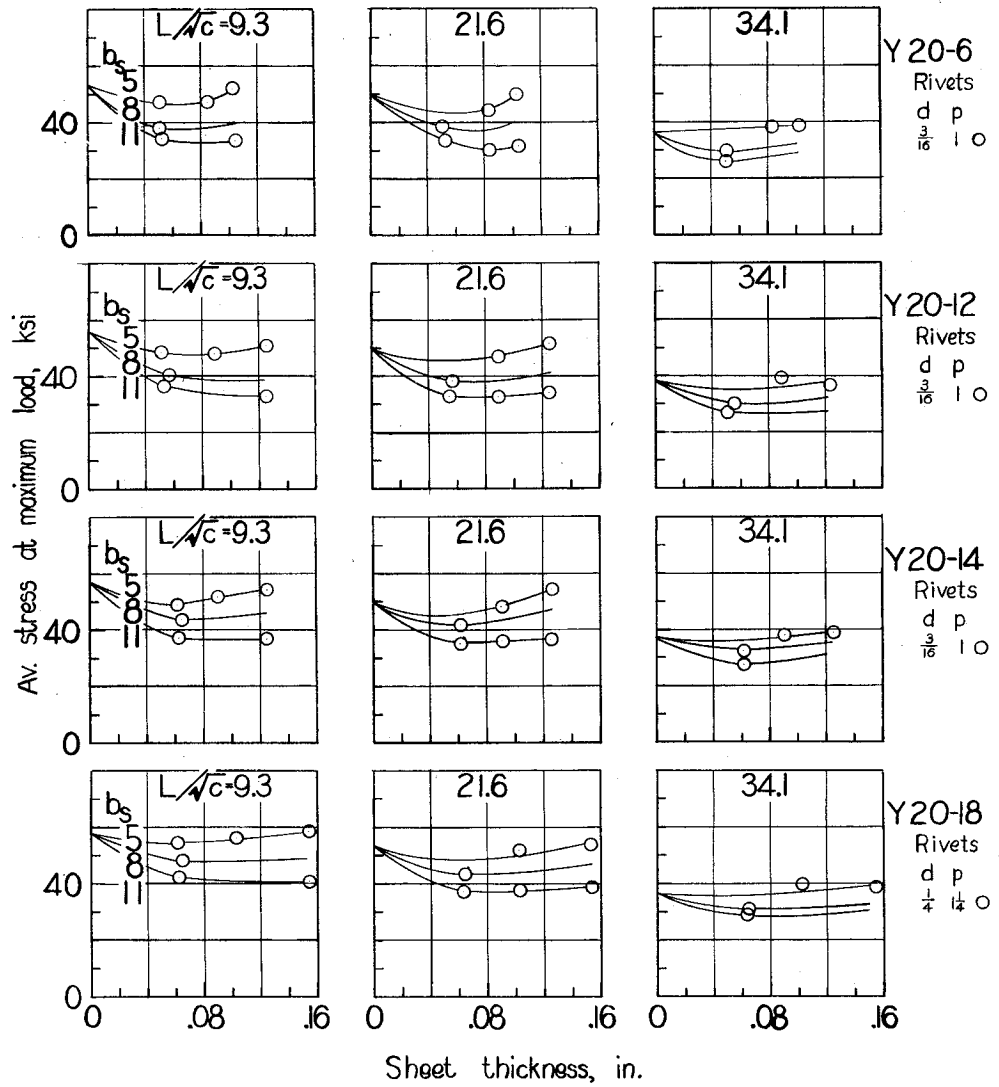 L/√c=9.3
21.6
34.1
Y 20-6
Rivets
d p
3/16 1 O
bs
5
8
11
40
0
L/√c=9.3
21.6
34.1
Y 20-12
Rivets
d p
3/16 1 O
bs
5
8
11
40
0
L/√c=9.3
21.6
34.1
Y 20-14
Rivets
d p
3/16 1 O
bs
5
8
11
40
0
L/√c=9.3
21.6
34.1
Y 20-18
Rivets
d p
1/4 1 1/4 O
bs
5
8
11
40
0
Av. stress at maximum load, ksi
0 .08 .16
0 .08 .16
0 .08 .16
Sheet thickness, in.